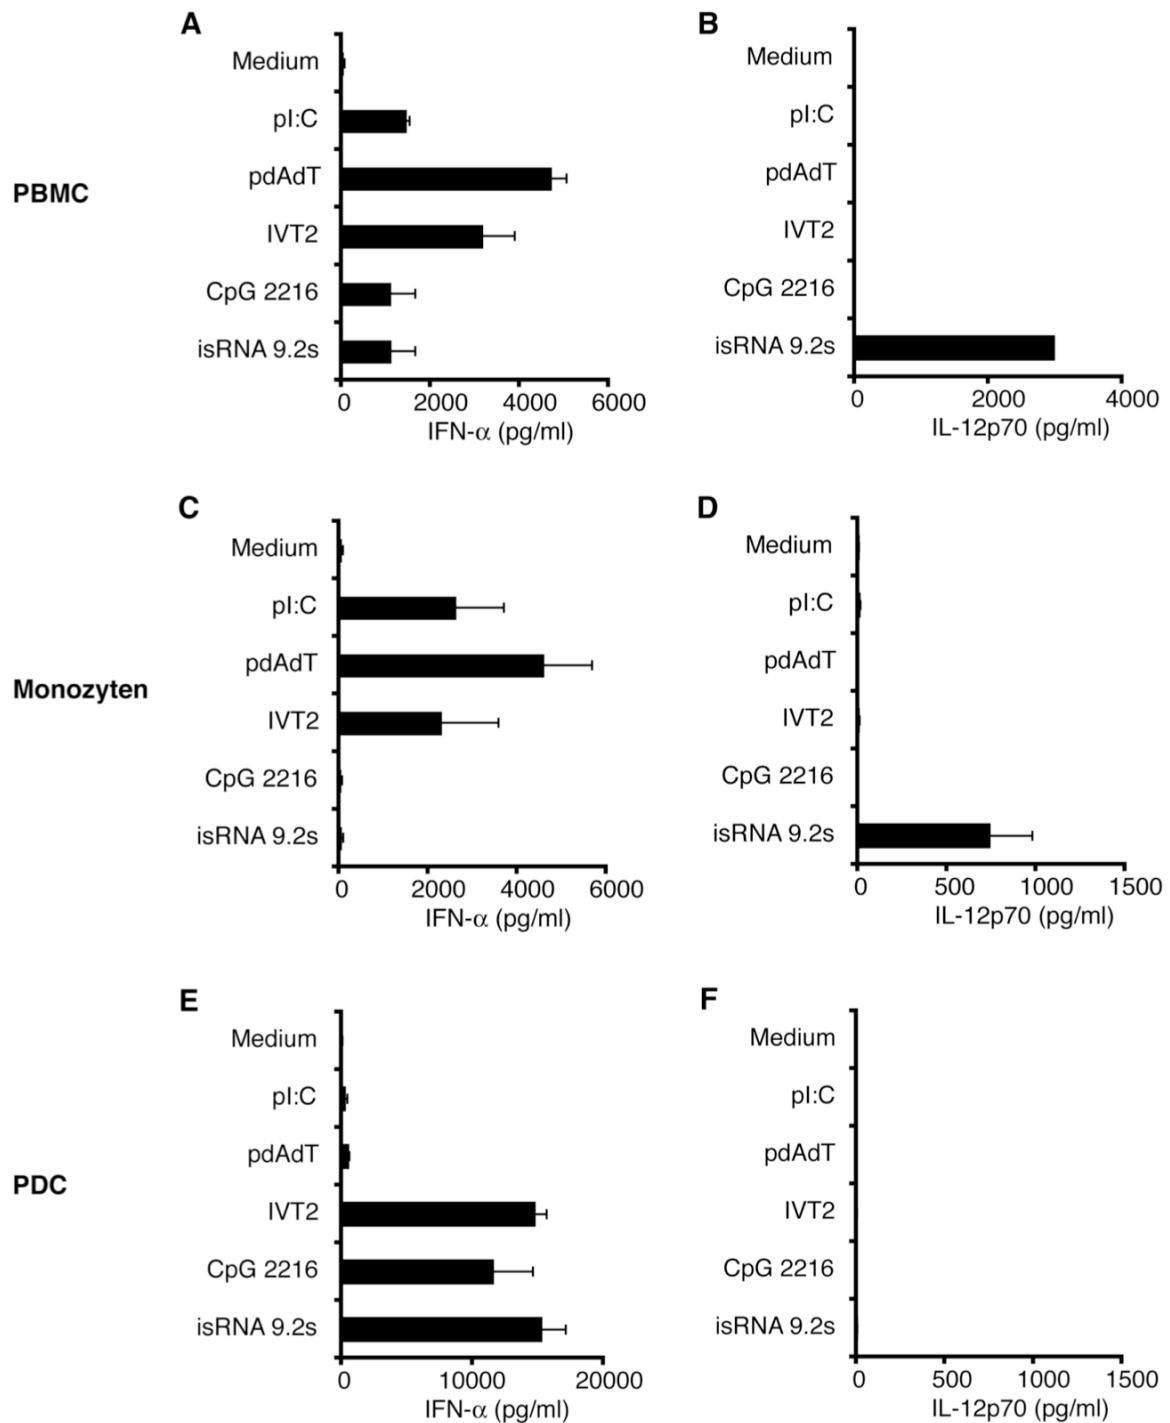 A
Medium
pI:C
pdAdT
IVT2
CpG 2216
isRNA 9.2s
0 2000 4000 6000
IFN-α (pg/ml)
B
Medium
pI:C
pdAdT
IVT2
CpG 2216
isRNA 9.2s
0 2000 4000
IL-12p70 (pg/ml)
PBMC
C
Medium
pI:C
pdAdT
IVT2
CpG 2216
isRNA 9.2s
0 2000 4000 6000
IFN-α (pg/ml)
D
Medium
pI:C
pdAdT
IVT2
CpG 2216
isRNA 9.2s
0 500 1000 1500
IL-12p70 (pg/ml)
Monozyten
E
Medium
pI:C
pdAdT
IVT2
CpG 2216
isRNA 9.2s
0 10000 20000
IFN-α (pg/ml)
F
Medium
pI:C
pdAdT
IVT2
CpG 2216
isRNA 9.2s
0 500 1000 1500
IL-12p70 (pg/ml)
PDC